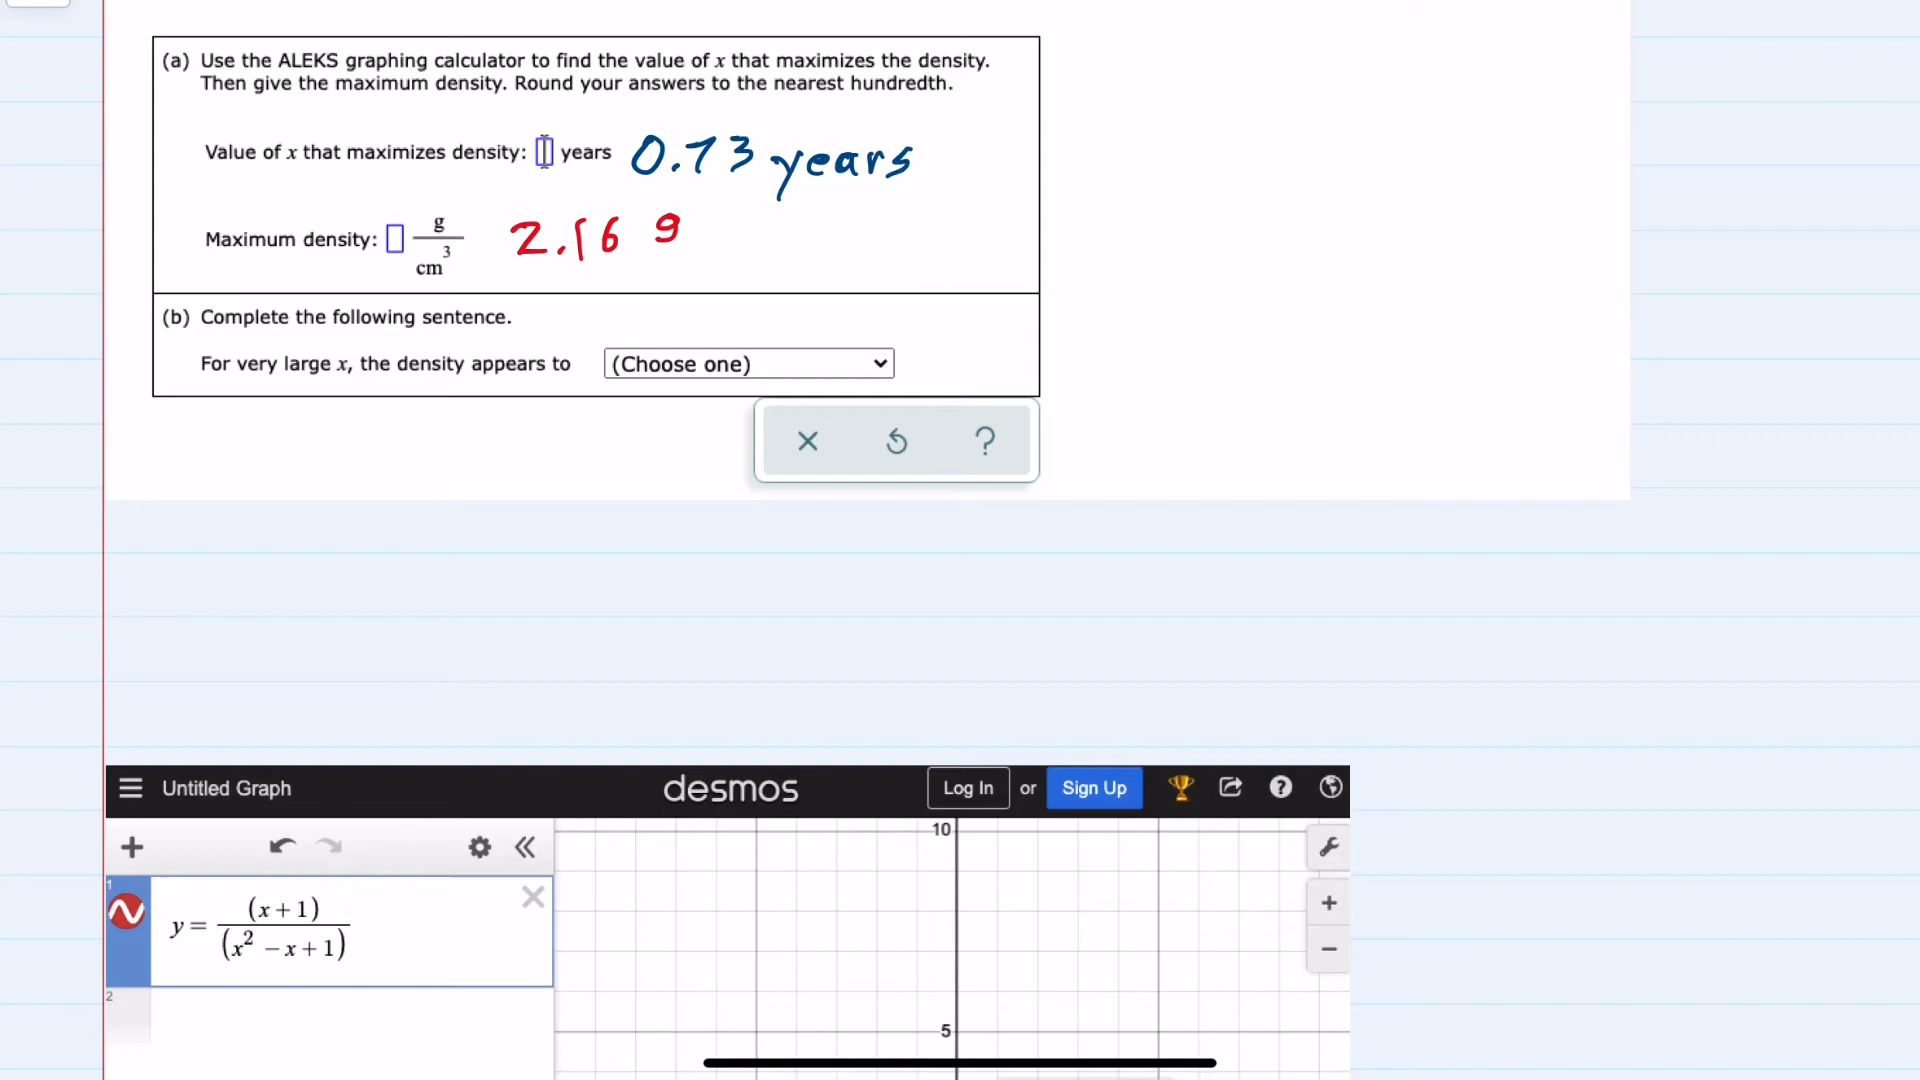 (a) Use the ALEKS graphing calculator to find the value of x that maximizes the density.
Then give the maximum density. Round your answers to the nearest hundredth.
Value of x that maximizes density: years 0.73 years
Maximum density: g/cm³ 2.16 g
(b) Complete the following sentence.
For very large x, the density appears to (Choose one)
× ?
Untitled Graph desmos Log In or Sign Up ?
+ «
1
y = (x+1)/(x² − x + 1)
2
10
5
+
−